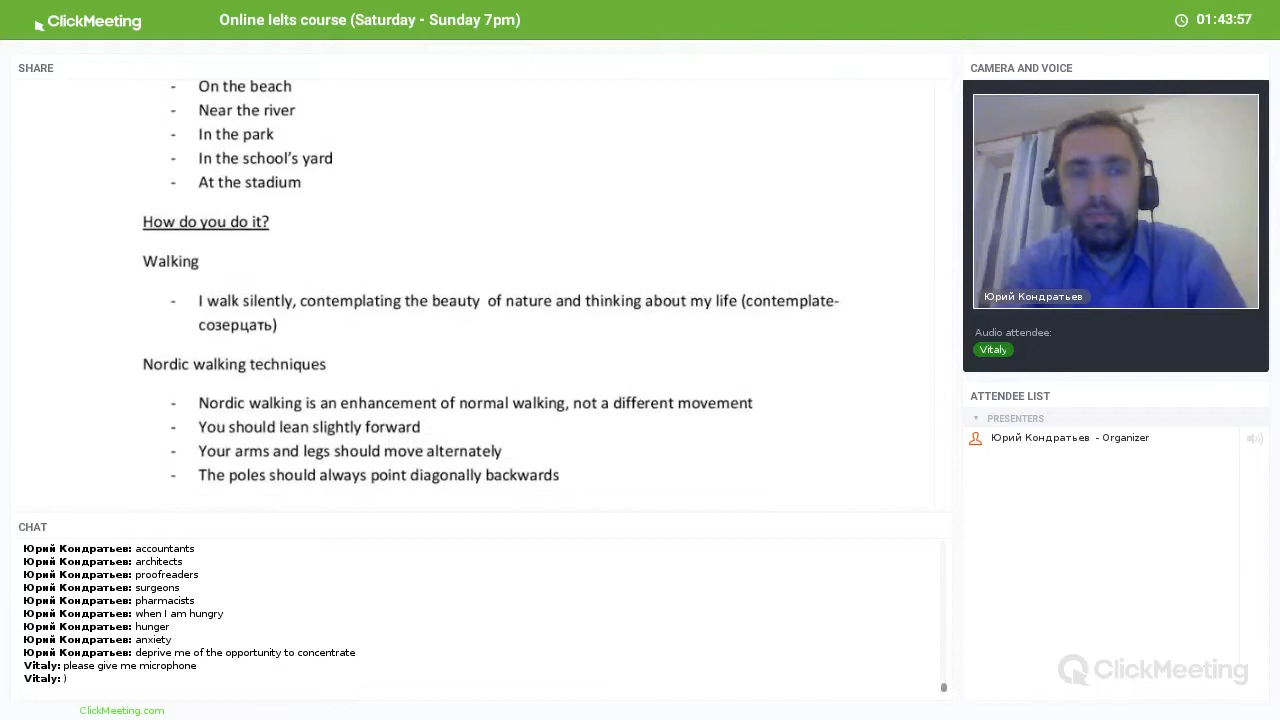 ClickMeeting
Online Ielts course (Saturday - Sunday 7pm)
01:43:57
SHARE
- On the beach
- Near the river
- In the park
- In the school's yard
- At the stadium
How do you do it?
Walking
- I walk silently, contemplating the beauty of nature and thinking about my life (contemplate-
созерцать)
Nordic walking techniques
- Nordic walking is an enhancement of normal walking, not a different movement
- You should lean slightly forward
- Your arms and legs should move alternately
- The poles should always point diagonally backwards
CHAT
Юрий Кондратьев: accountants
Юрий Кондратьев: architects
Юрий Кондратьев: proofreaders
Юрий Кондратьев: surgeons
Юрий Кондратьев: pharmacists
Юрий Кондратьев: when I am hungry
Юрий Кондратьев: hunger
Юрий Кондратьев: anxiety
Юрий Кондратьев: deprive me of the opportunity to concentrate
Vitaly: please give me microphone
Vitaly: )
CAMERA AND VOICE
Юрий Кондратьев
Audio attendee:
Vitaly
ATTENDEE LIST
PRESENTERS
Юрий Кондратьев - Organizer
ClickMeeting
ClickMeeting.com